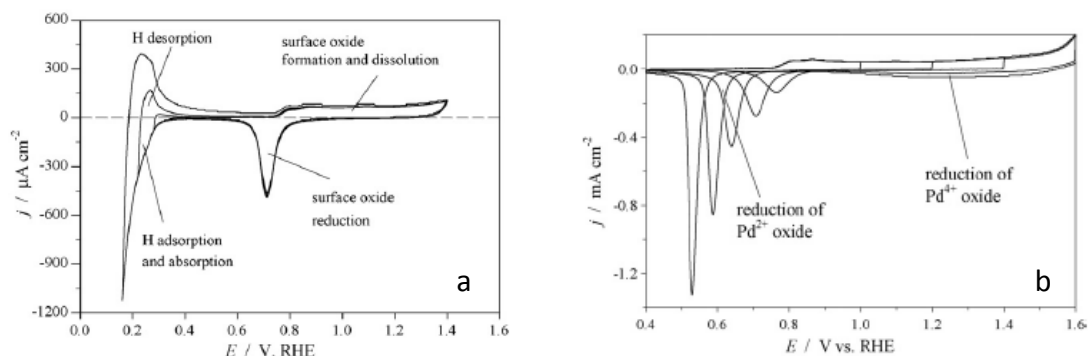 600
300
0
-300
-600
-900
-1200
j / μA cm-2
H desorption
surface oxide
formation and dissolution
surface oxide
reduction
H adsorption
and absorption
a
0.0 0.2 0.4 0.6 0.8 1.0 1.2 1.4 1.6
E / V, RHE
0.0
-0.4
-0.8
-1.2
j / mA cm-2
reduction of
Pd4+ oxide
reduction of
Pd2+ oxide
b
0.4 0.6 0.8 1.0 1.2 1.4 1.6
E / V vs. RHE